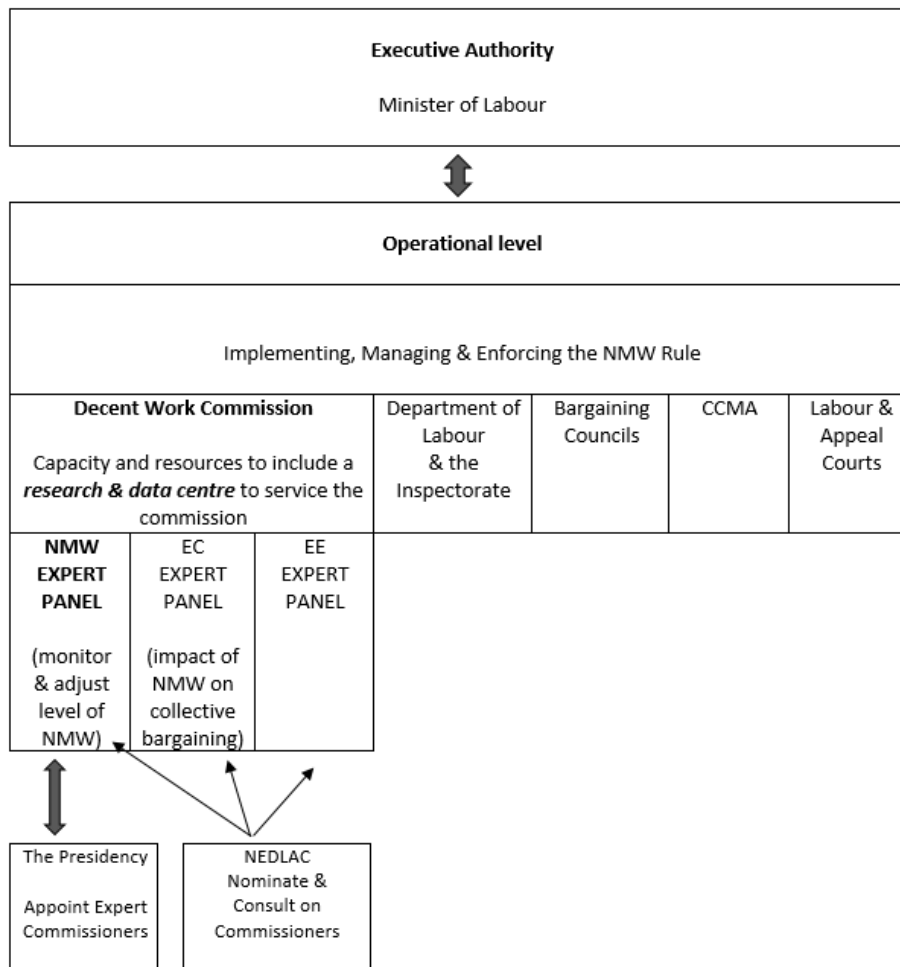 Executive Authority
Minister of Labour
Operational level
Implementing, Managing & Enforcing the NMW Rule
Decent Work Commission
Capacity and resources to include a
research & data centre to service the
commission
Department of
Labour
& the
Inspectorate
Bargaining
Councils
CCMA
Labour &
Appeal
Courts
NMW
EXPERT
PANEL
(monitor
& adjust
level of
NMW)
EC
EXPERT
PANEL
(impact of
NMW on
collective
bargaining)
EE
EXPERT
PANEL
The Presidency
Appoint Expert
Commissioners
NEDLAC
Nominate &
Consult on
Commissioners